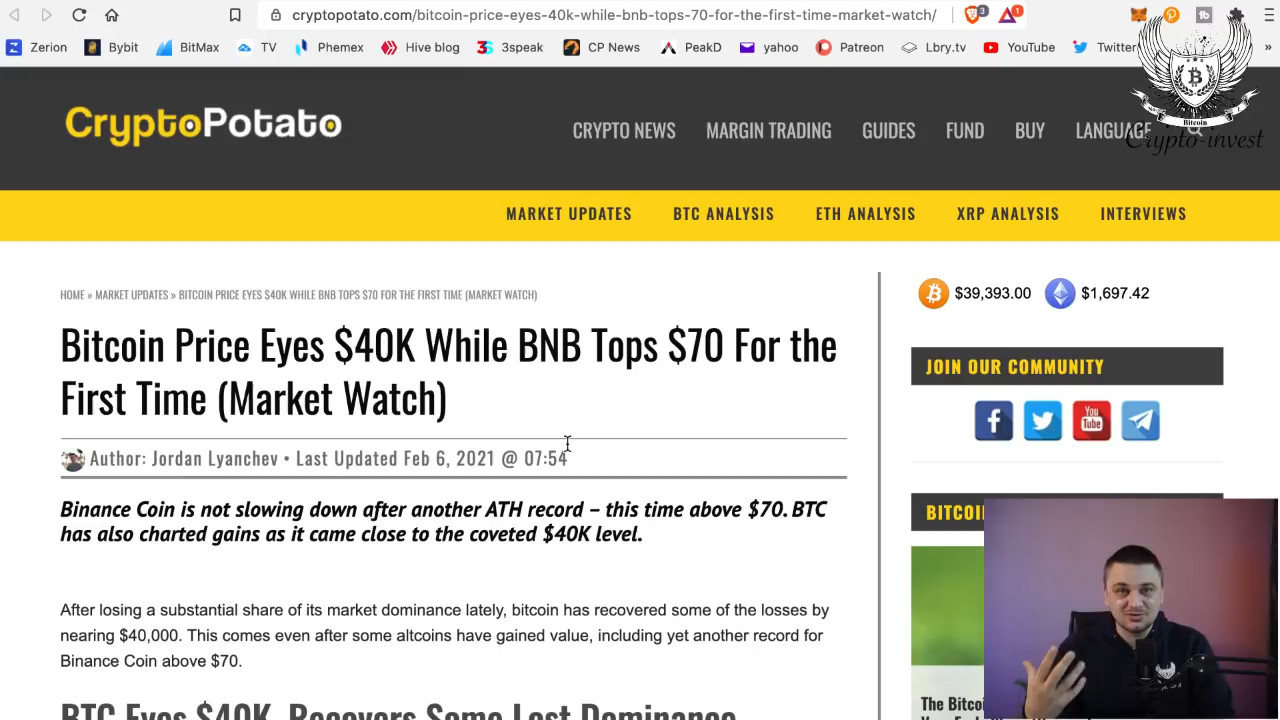 cryptopotato.com/bitcoin-price-eyes-40k-while-bnb-tops-70-for-the-first-time-market-watch/
3
1
Zerion Bybit BitMax TV Phemex Hive blog 3speak CP News PeakD yahoo Patreon Lbry.tv YouTube Twitter »
Bitcoin
Crypto-invest
CryptoPotato
CRYPTO NEWS MARGIN TRADING GUIDES FUND BUY LANGUAGE
MARKET UPDATES BTC ANALYSIS ETH ANALYSIS XRP ANALYSIS INTERVIEWS
HOME » MARKET UPDATES » BITCOIN PRICE EYES $40K WHILE BNB TOPS $70 FOR THE FIRST TIME (MARKET WATCH)
$39,393.00 $1,697.42
Bitcoin Price Eyes $40K While BNB Tops $70 For the
First Time (Market Watch)
JOIN OUR COMMUNITY
You
Tube
Author: Jordan Lyanchev • Last Updated Feb 6, 2021 @ 07:54
Binance Coin is not slowing down after another ATH record – this time above $70. BTC
has also charted gains as it came close to the coveted $40K level.
After losing a substantial share of its market dominance lately, bitcoin has recovered some of the losses by
nearing $40,000. This comes even after some altcoins have gained value, including yet another record for
Binance Coin above $70.
BTC Eyes $40K, Recovers Some Lost Dominance
BITCOI
The Bitcoi